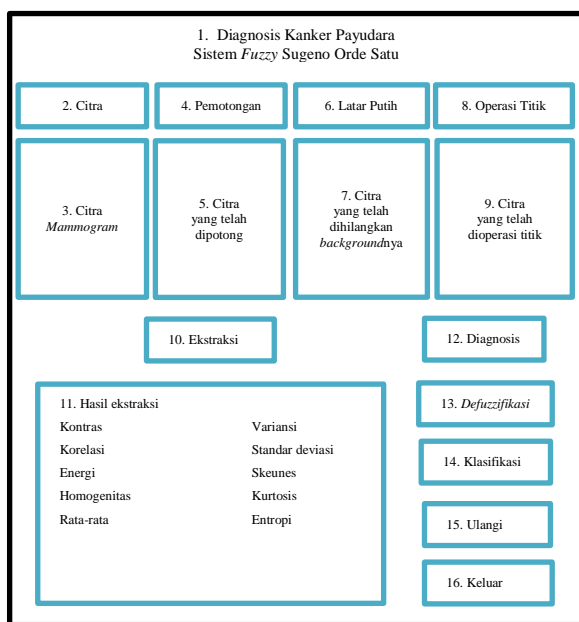 1. Diagnosis Kanker Payudara
Sistem Fuzzy Sugeno Orde Satu
2. Citra
4. Pemotongan
6. Latar Putih
8. Operasi Titik
3. Citra
Mammogram
5. Citra
yang telah
dipotong
7. Citra
yang telah
dihilangkan
backgroundnya
9. Citra
yang telah
dioperasi titik
10. Ekstraksi
12. Diagnosis
11. Hasil ekstraksi
Kontras
Variansi
Korelasi
Standar deviasi
Energi
Skeunes
Homogenitas
Kurtosis
Rata-rata
Entropi
13. Defuzzifikasi
14. Klasifikasi
15. Ulangi
16. Keluar